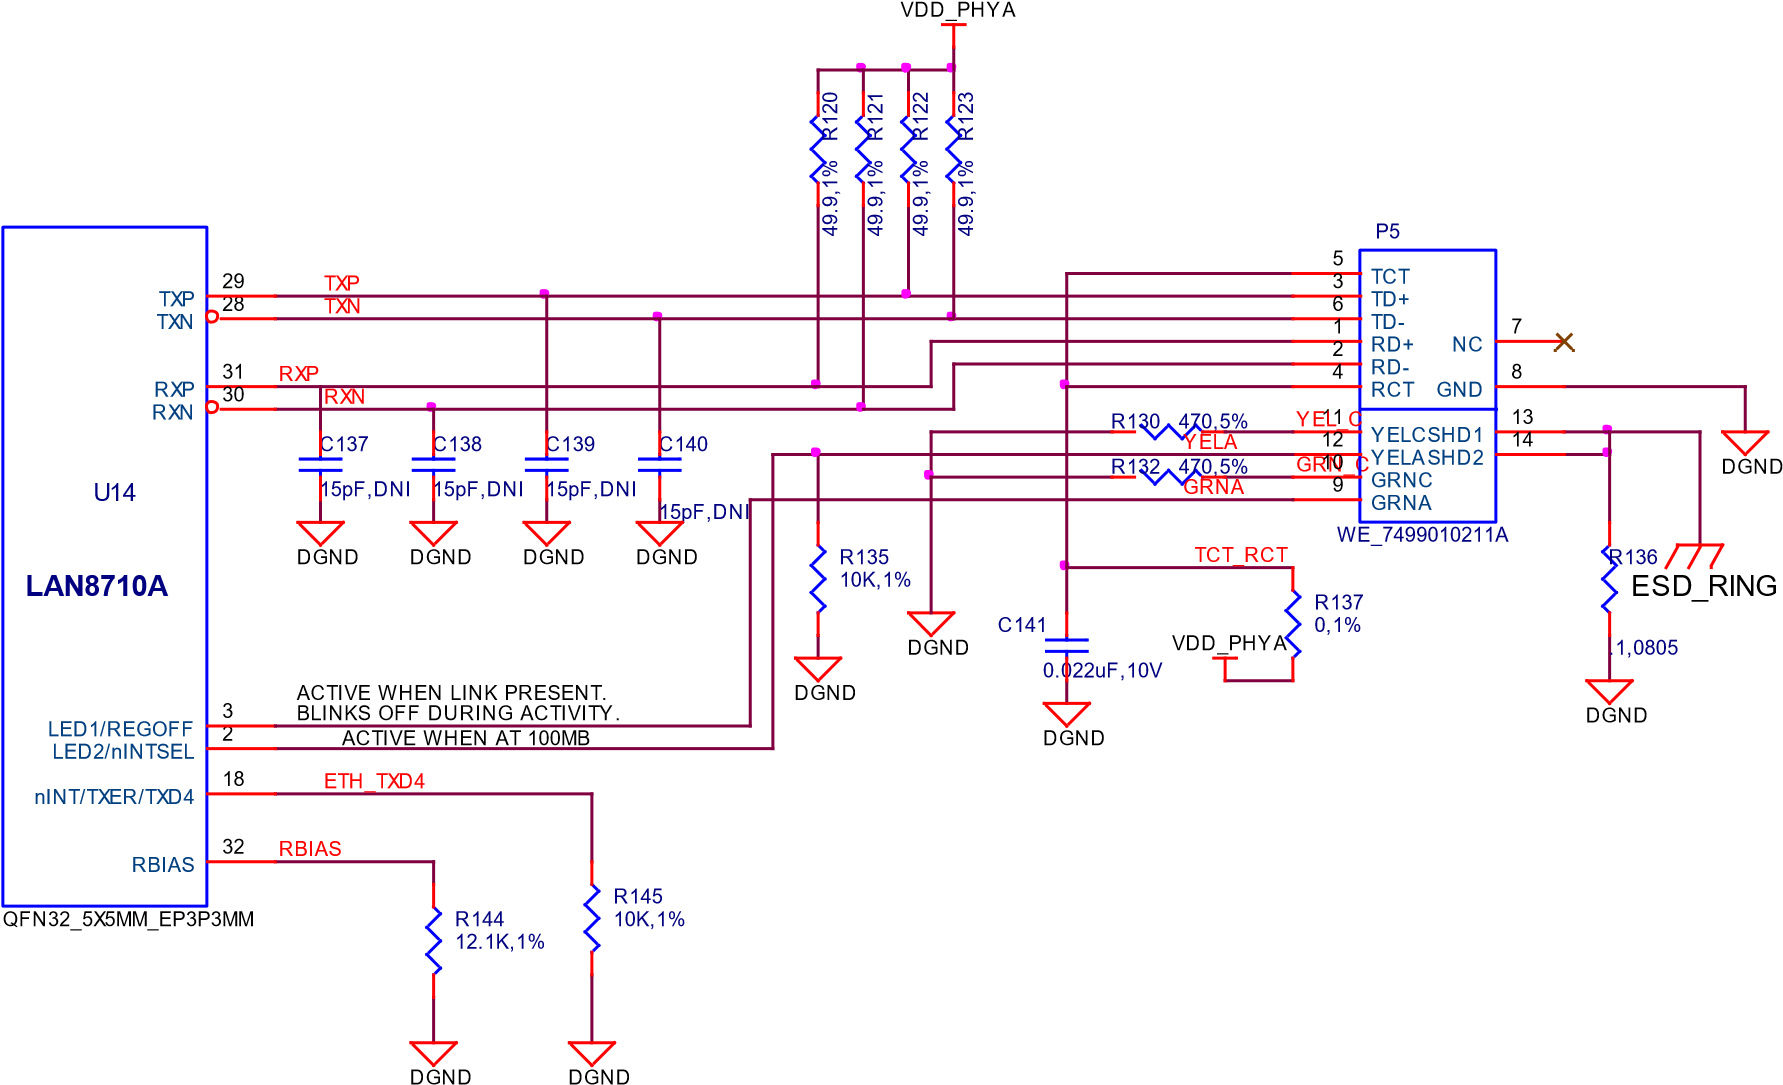 VDD_PHYA
R120
R121
R122
R123
49.9,1%
49.9,1%
49.9,1%
49.9,1%
U14
LAN8710A
QFN32_5X5MM_EP3P3MM
TXP
29
TXP
TXN
28
TXN
RXP
31
RXP
RXN
30
RXN
C137
15pF,DNI
DGND
C138
15pF,DNI
DGND
C139
15pF,DNI
DGND
C140
15pF,DNI
DGND
LED1/REGOFF
3
ACTIVE WHEN LINK PRESENT.
BLINKS OFF DURING ACTIVITY.
LED2/nINTSEL
2
ACTIVE WHEN AT 100MB
nINT/TXER/TXD4
18
ETH_TXD4
RBIAS
32
RBIAS
R144
12.1K,1%
DGND
R145
10K,1%
DGND
R135
10K,1%
DGND
R130
470,5%
YEL_C
YELA
R132
470,5%
GRN_C
GRNA
DGND
TCT_RCT
R137
0,1%
VDD_PHYA
C141
0.022uF,10V
DGND
P5
5
TCT
3
TD+
6
TD-
1
RD+
2
RD-
4
RCT
NC
7
GND
8
11
YELC
SHD1
13
12
YELA
SHD2
14
10
GRNC
9
GRNA
WE_7499010211A
DGND
R136
.1,0805
ESD_RING
DGND